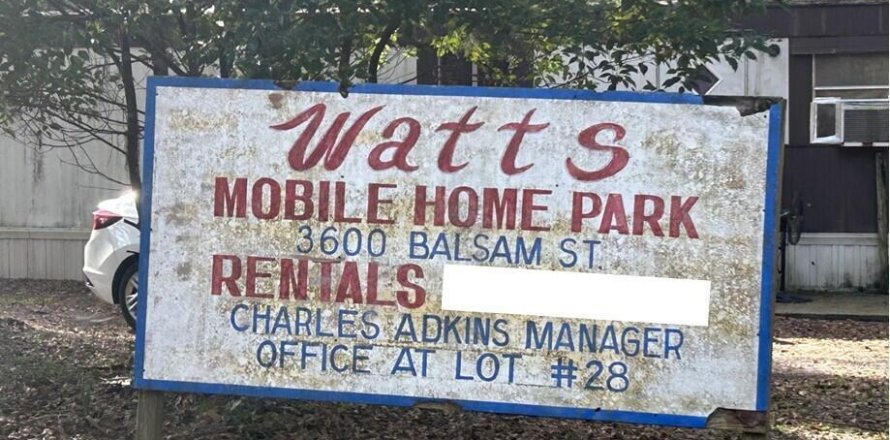 Watts
MOBILE HOME PARK
3600 BALSAM ST.
RENTALS
CHARLES ADKINS MANAGER
OFFICE AT LOT #28